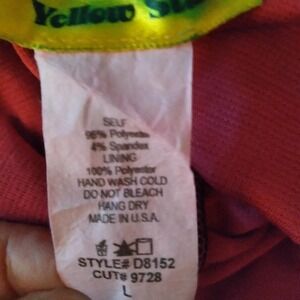 Yellow
SELF
96% Polyester
4% Spandex
LINING
100% Polyester
HAND WASH COLD
DO NOT BLEACH
HANG DRY
MADE IN U.S.A.
STYLE# D8152
CUT# 9728
L